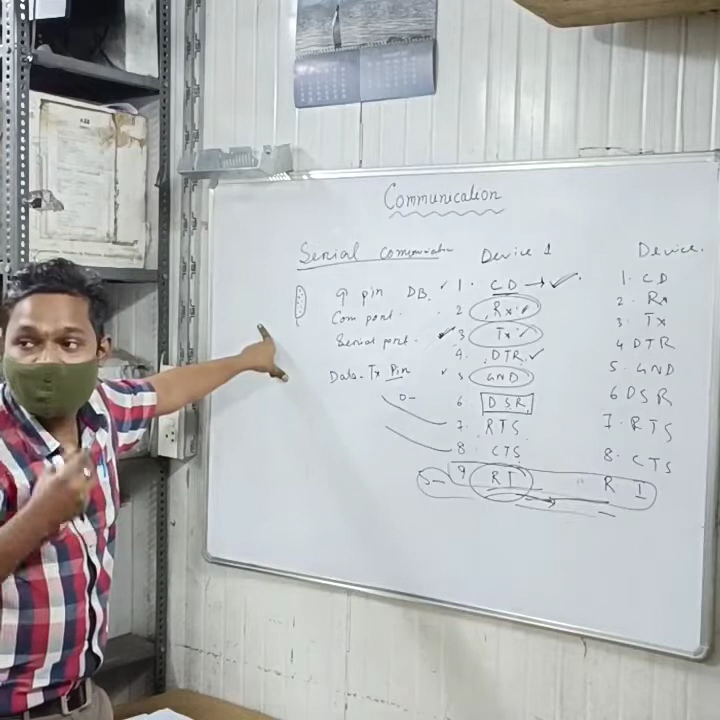 Communication
Serial communication Device 1 Device.
9 pin DB. 1. CD → ✓ 1. CD
Com port. 2 Rx ✓ 2. Rx
Serial port. ✓ 3 Tx ✓ 3. Tx
4. DTR ✓ 4 DTR
Data - Tx Pin 5 GND 5. GND
6 DSR 6 DSR
7. RTS 7. RTS
8. CTS 8. CTS
9 RI → R I